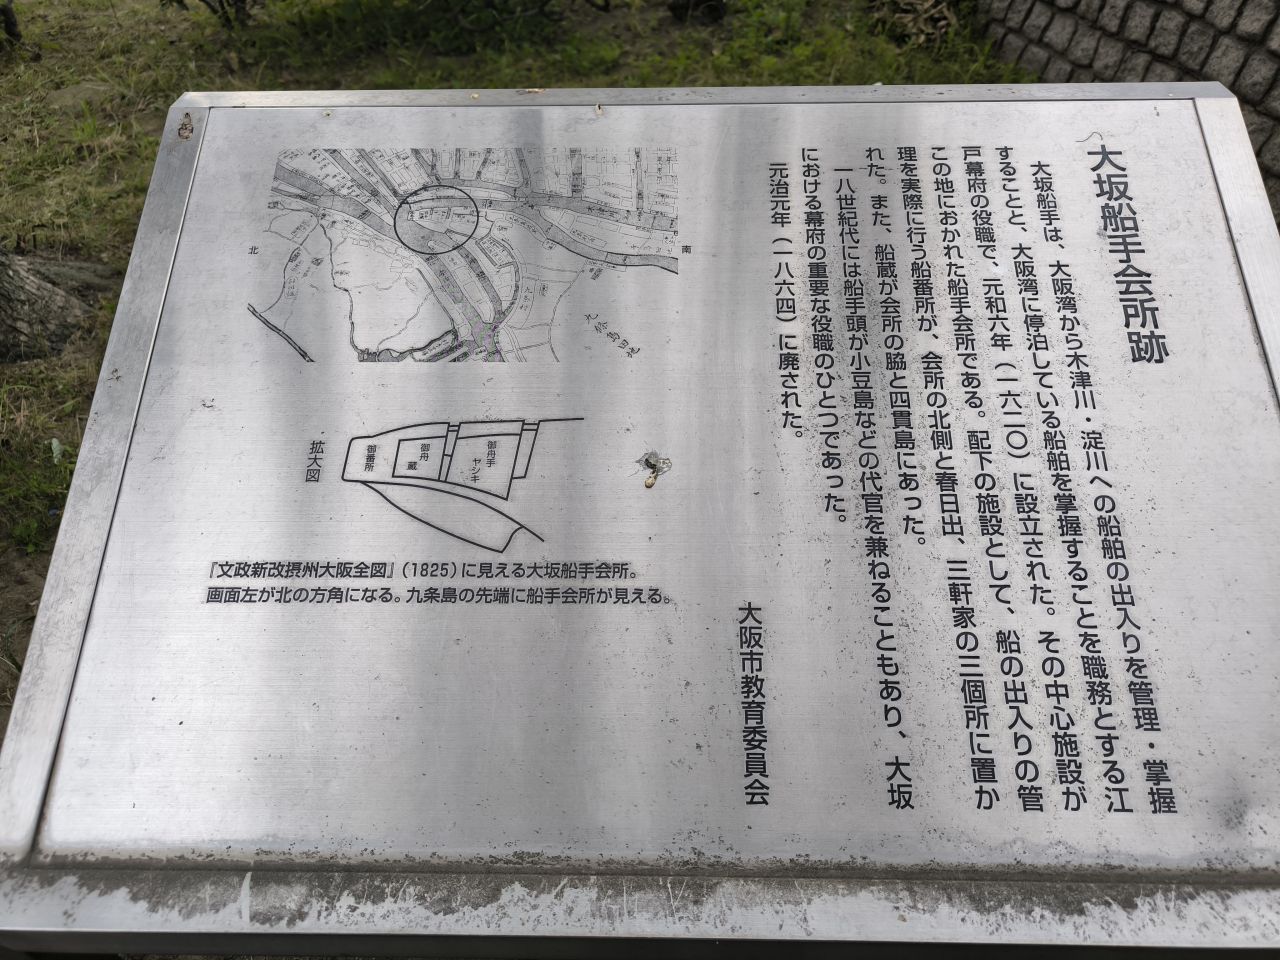 大坂船手会所跡
大坂船手は、大阪湾から木津川・淀川への船舶の出入りを管理・掌握
することと、大阪湾に停泊している船舶を掌握することを職務とする江
戸幕府の役職で、元和六年（一六二〇）に設立された。その中心施設が
この地におかれた船手会所である。配下の施設として、船の出入りの管
理を実際に行う船番所が、会所の北側と春日出、三軒家の三個所に置か
れた。また、船蔵が会所の脇と四貫島にあった。
一八世紀代には船手頭が小豆島などの代官を兼ねることもあり、大坂
における幕府の重要な役職のひとつであった。
元治元年（一八六四）に廃された。
大阪市教育委員会
北
南
九条島田地
拡大図
御番所
御舟蔵
御舟手
ヤシキ
『文政新改摂州大阪全図』（1825）に見える大坂船手会所。
画面左が北の方角になる。九条島の先端に船手会所が見える。